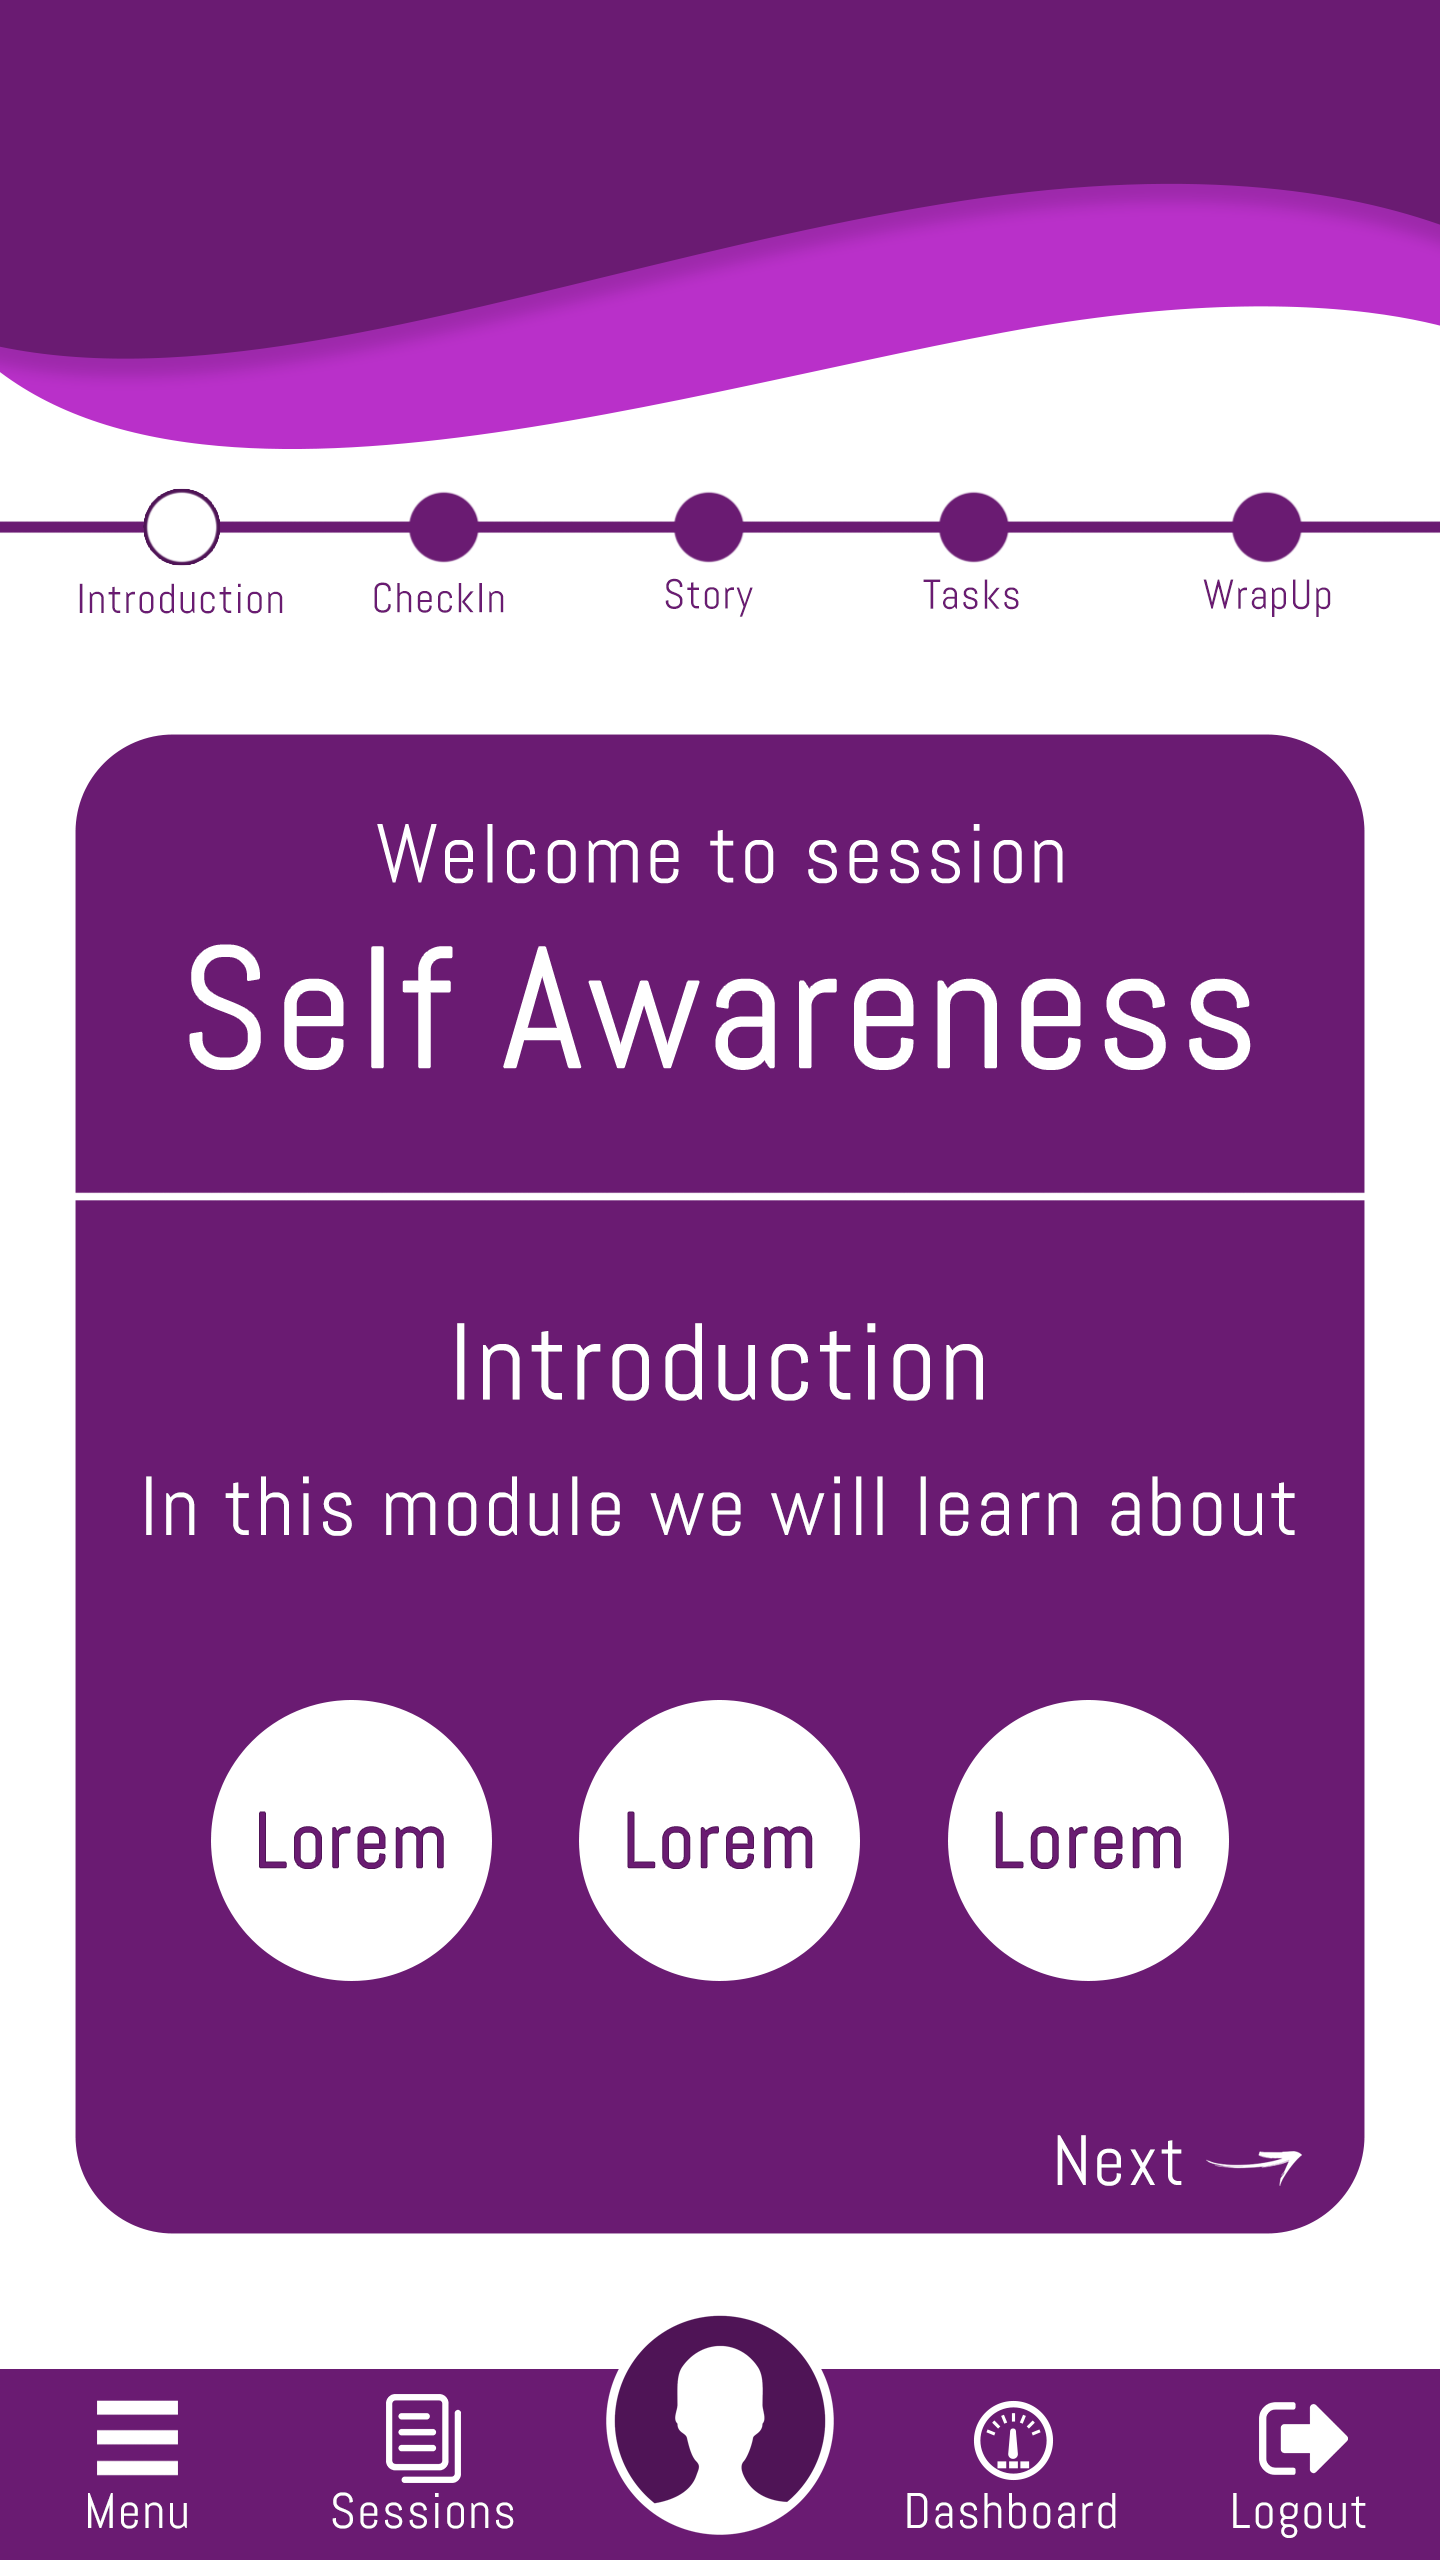 Introduction CheckIn Story Tasks WrapUp
Welcome to session
Self Awareness
Introduction
In this module we will learn about
Lorem Lorem Lorem
Next
Menu Sessions Dashboard Logout